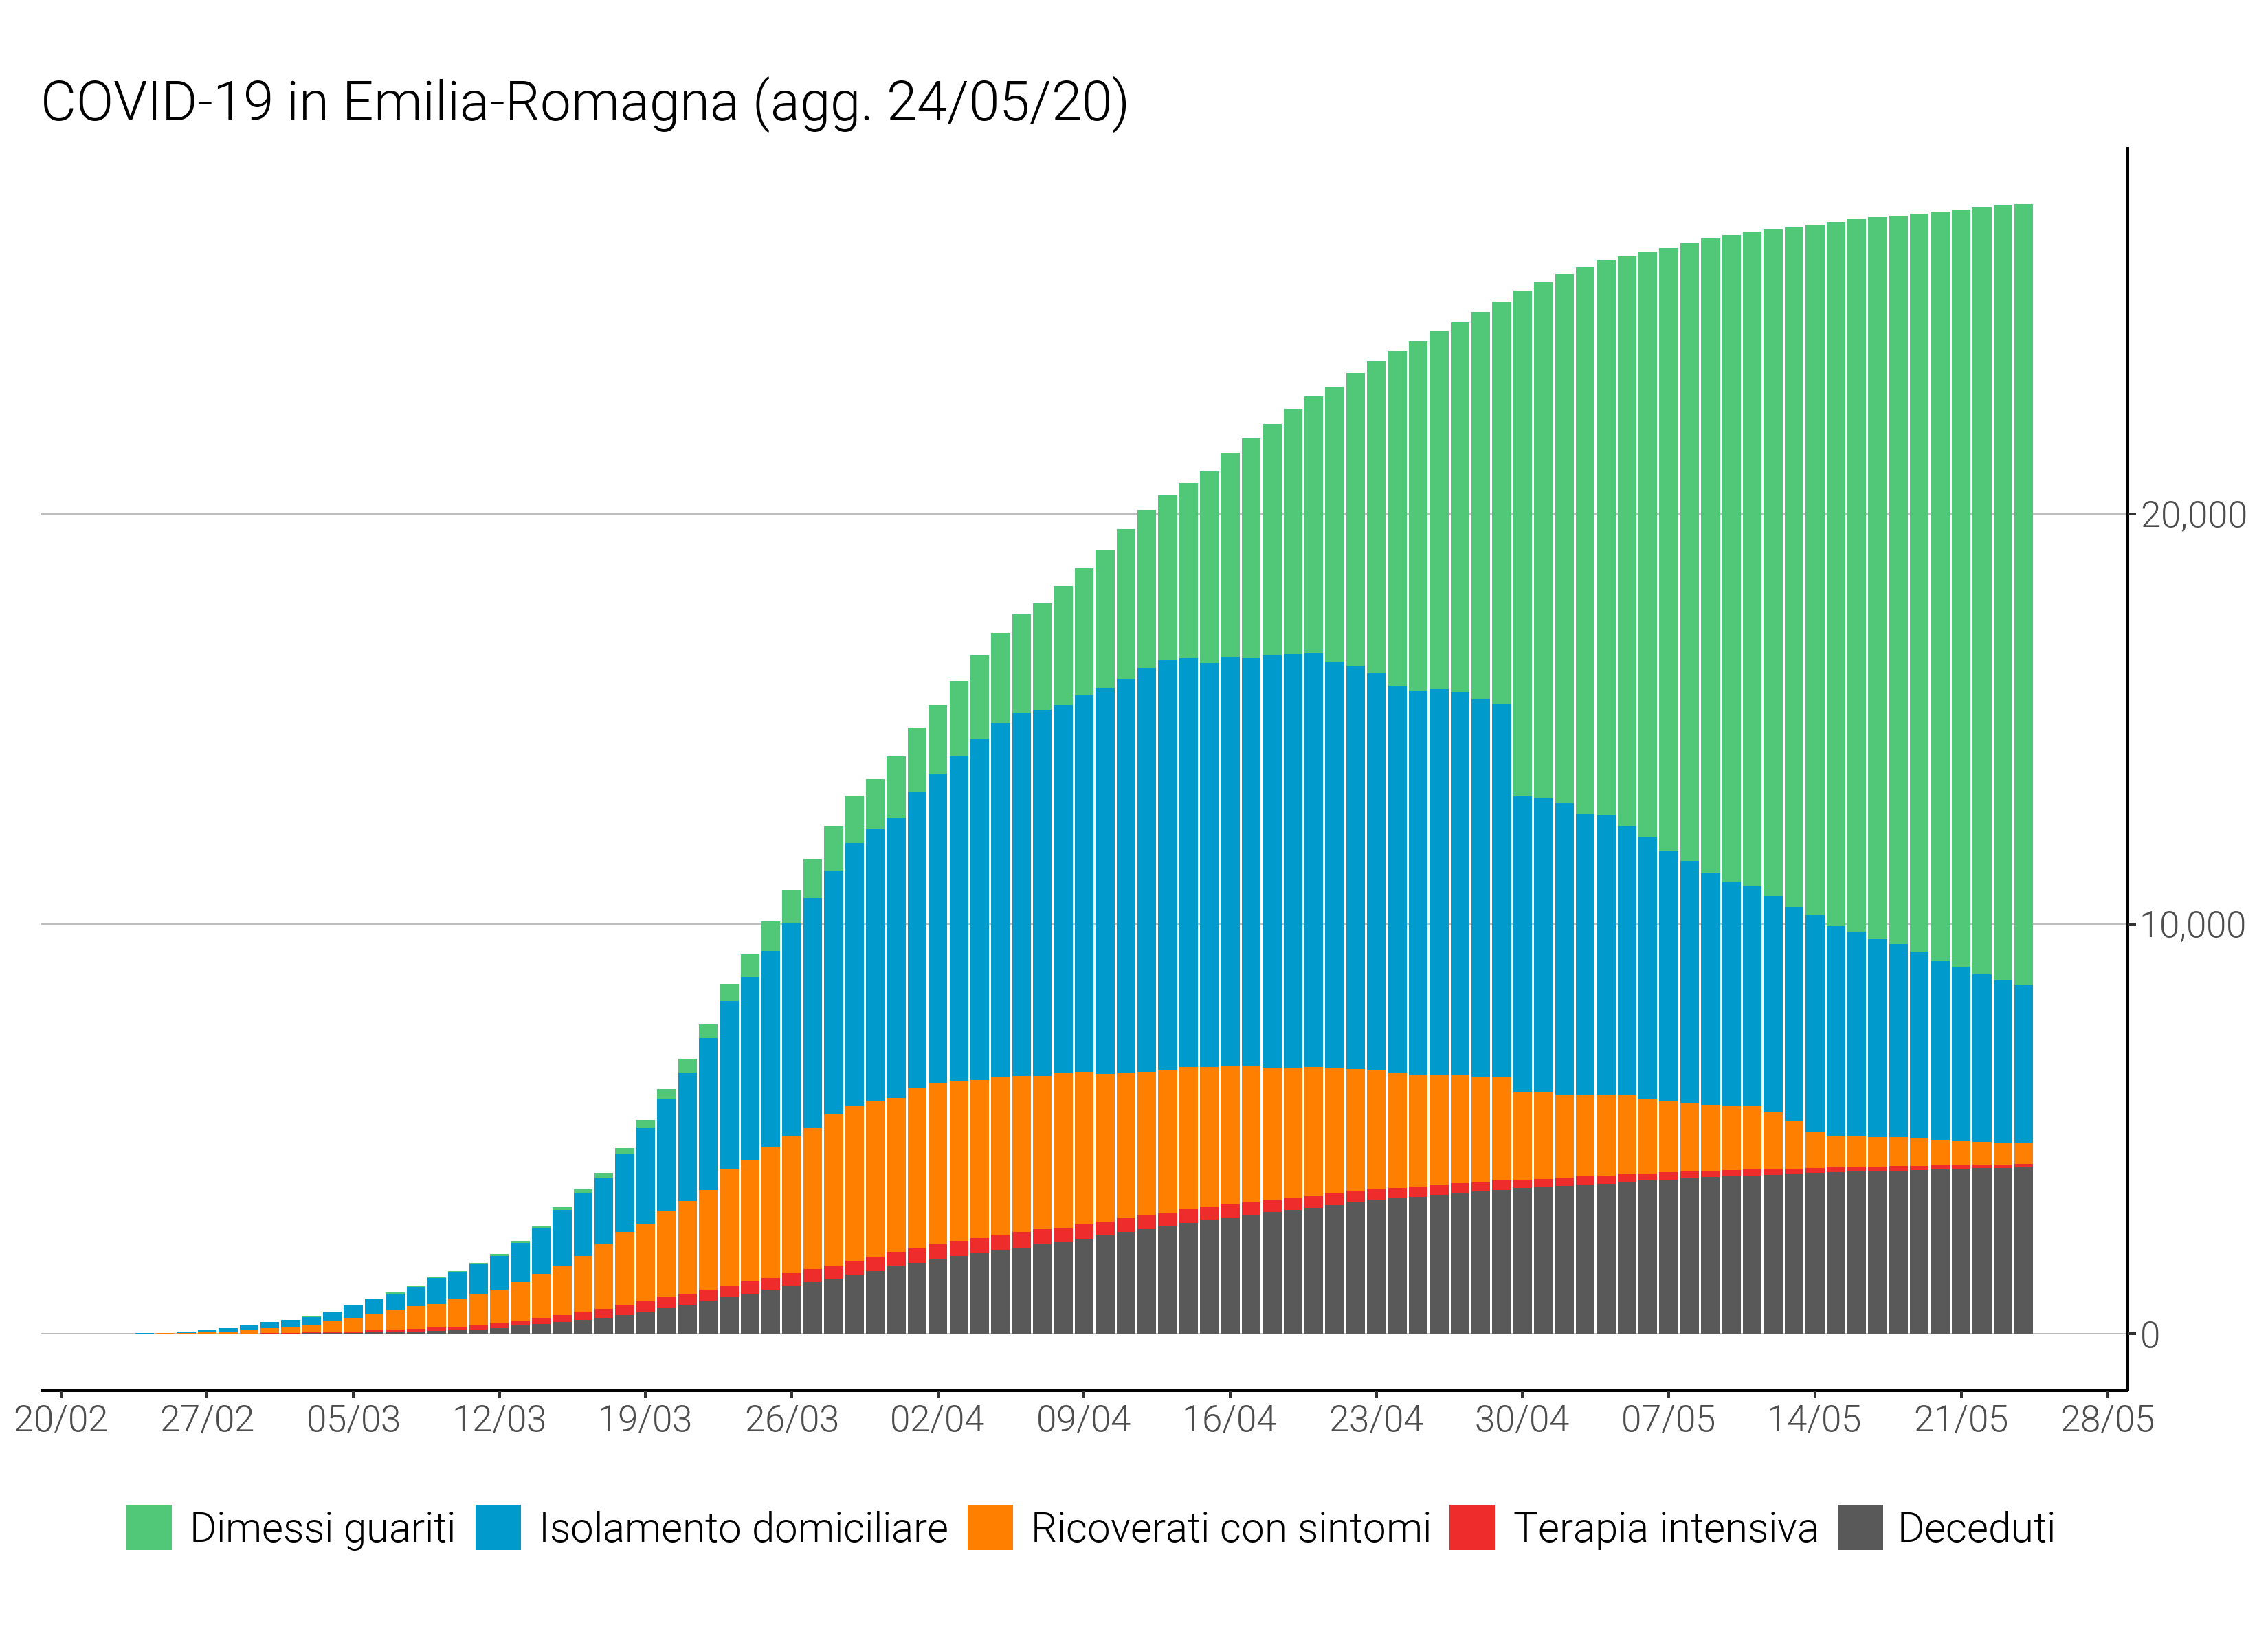 COVID-19 in Emilia-Romagna (agg. 24/05/20)
20,000
10,000
0
20/02 27/02 05/03 12/03 19/03 26/03 02/04 09/04 16/04 23/04 30/04 07/05 14/05 21/05 28/05
Dimessi guariti Isolamento domiciliare Ricoverati con sintomi Terapia intensiva Deceduti